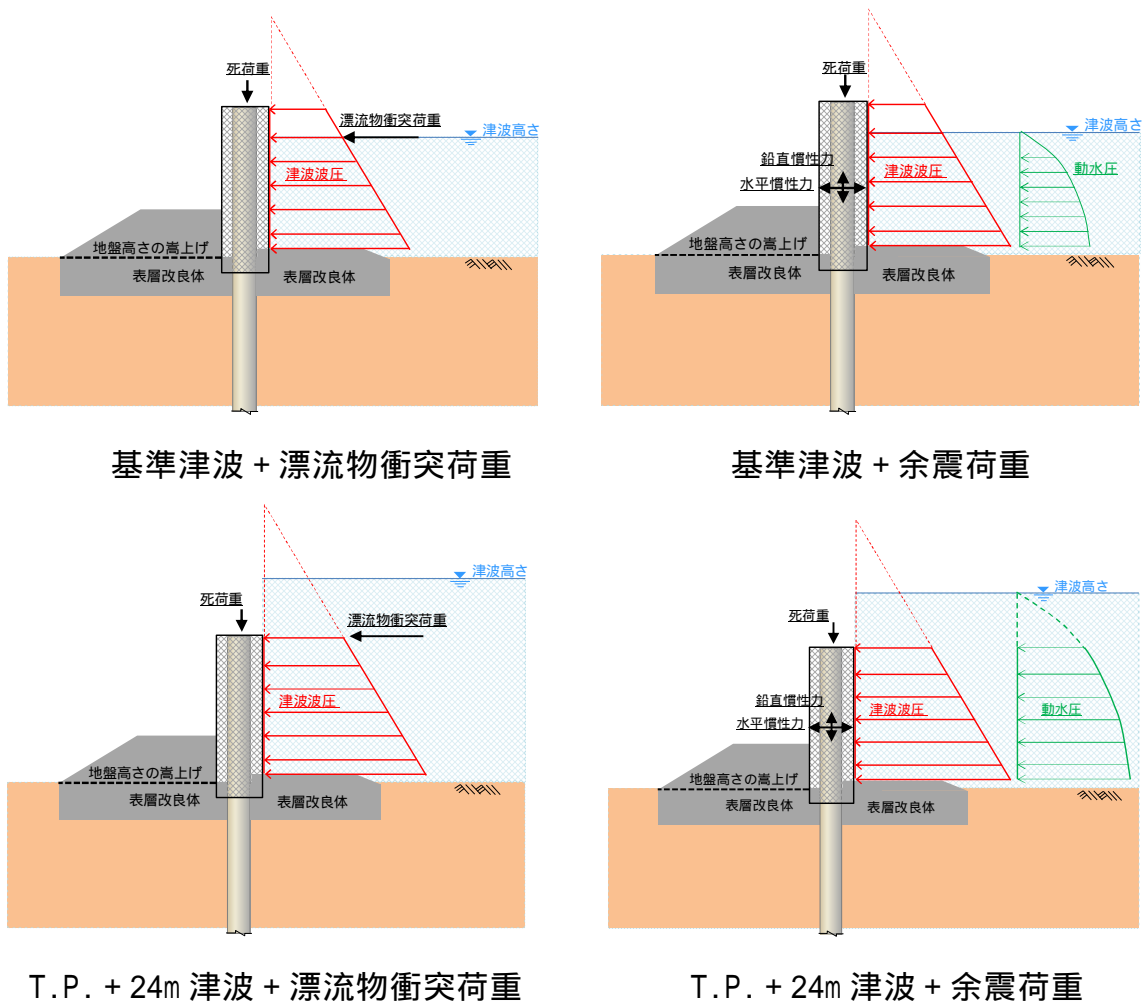 死荷重
漂流物衝突荷重
津波高さ
津波波圧
地盤高さの嵩上げ
表層改良体
表層改良体
基準津波 + 漂流物衝突荷重
死荷重
津波高さ
鉛直慣性力
津波波圧
動水圧
水平慣性力
地盤高さの嵩上げ
表層改良体
表層改良体
基準津波 + 余震荷重
津波高さ
死荷重
漂流物衝突荷重
津波波圧
地盤高さの嵩上げ
表層改良体
表層改良体
T.P. + 24m 津波 + 漂流物衝突荷重
津波高さ
死荷重
鉛直慣性力
津波波圧
動水圧
水平慣性力
地盤高さの嵩上げ
表層改良体
表層改良体
T.P. + 24m 津波 + 余震荷重